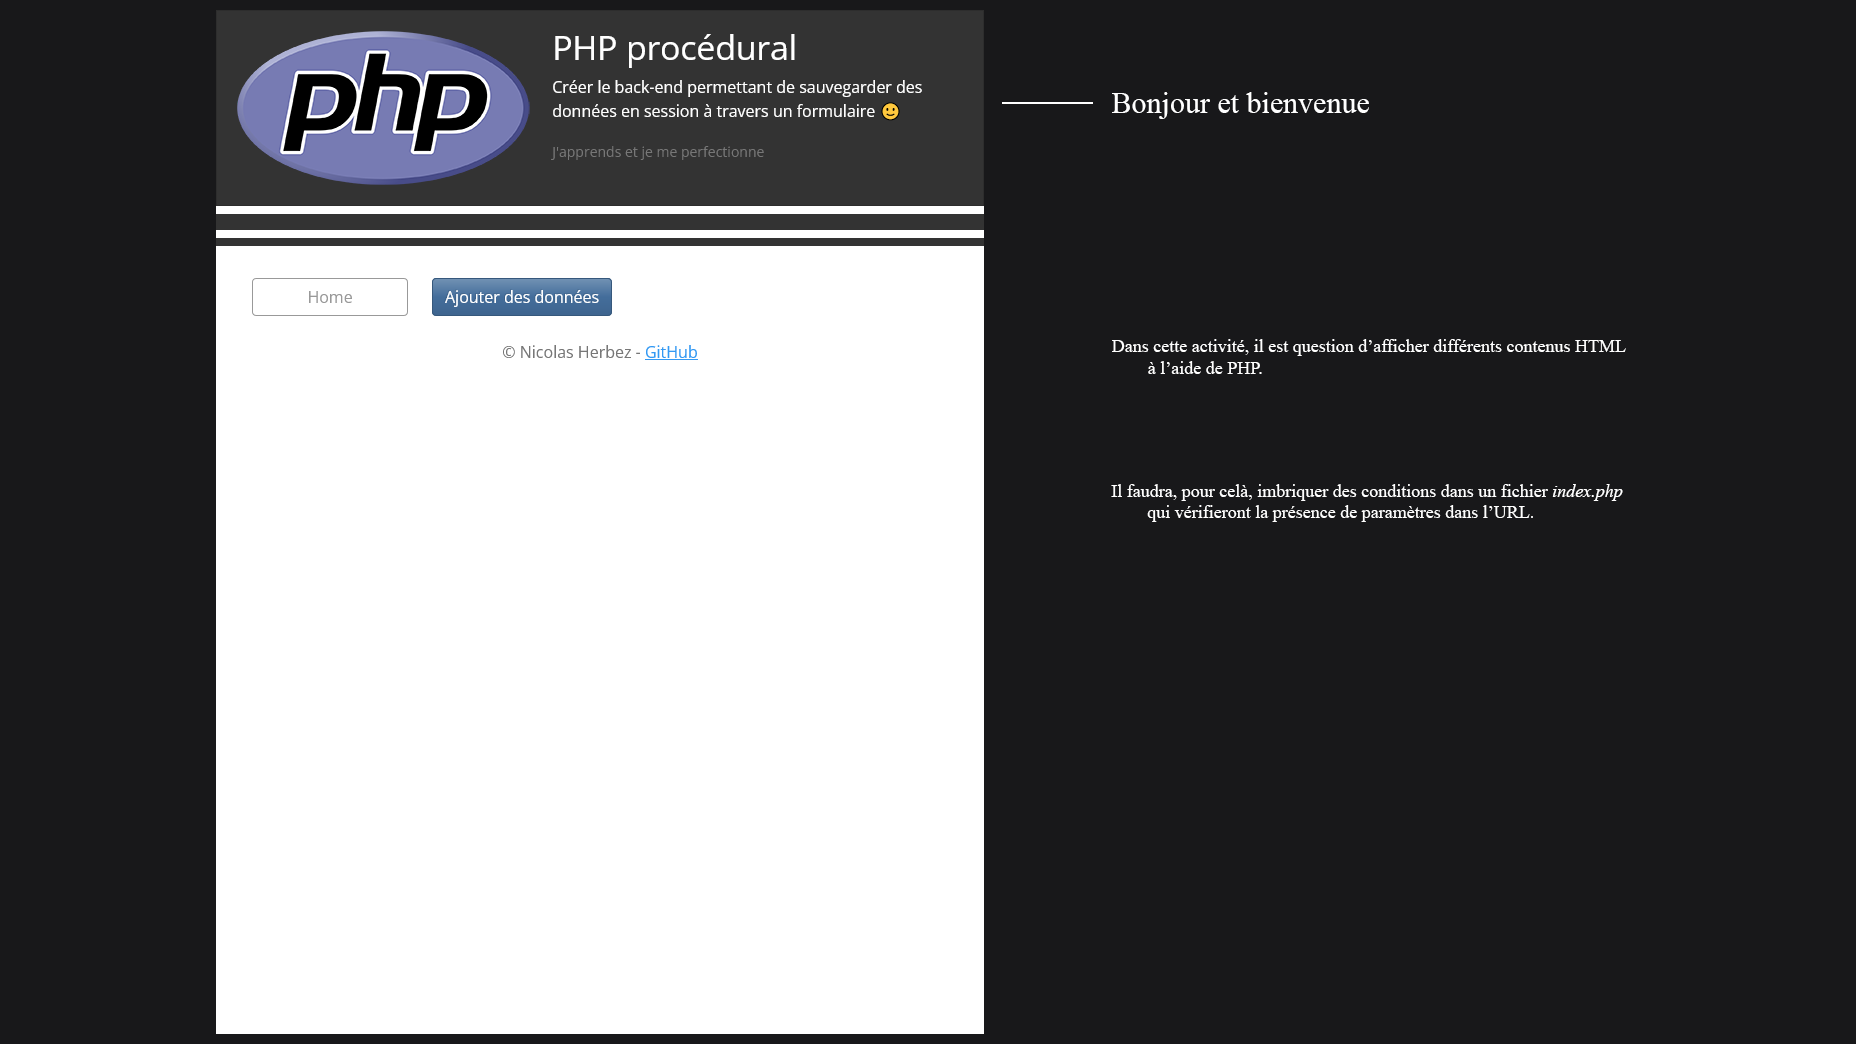 php
PHP procédural
Créer le back-end permettant de sauvegarder des
données en session à travers un formulaire 🙂
J'apprends et je me perfectionne
Home
Ajouter des données
© Nicolas Herbez - GitHub
Bonjour et bienvenue
Dans cette activité, il est question d’afficher différents contenus HTML
à l’aide de PHP.
Il faudra, pour celà, imbriquer des conditions dans un fichier index.php
qui vérifieront la présence de paramètres dans l’URL.